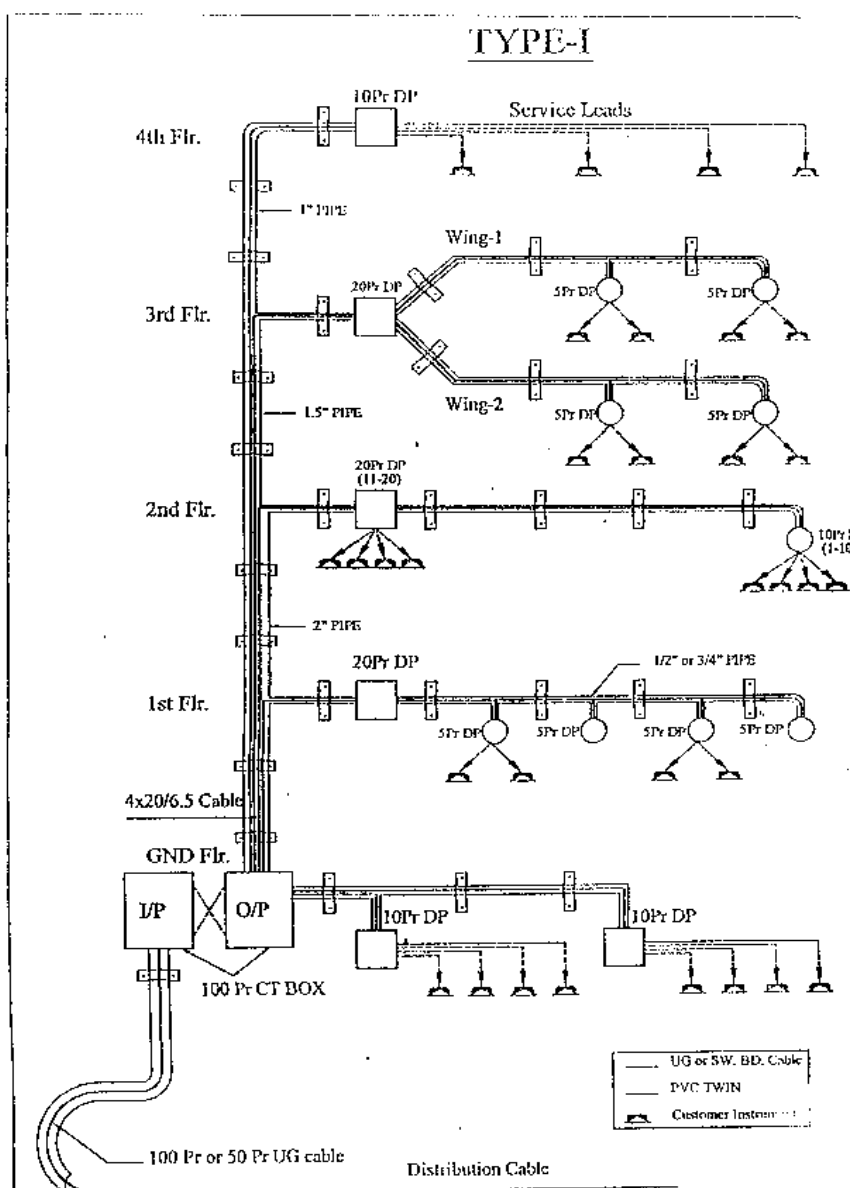 TYPE-I
10Pr DP
Service Leads
4th Flr.
1" PIPE
Wing-1
20Pr DP
5Pr DP
5Pr DP
3rd Flr.
Wing-2
1.5" PIPE
5Pr DP
5Pr DP
20Pr DP
(11-20)
2nd Flr.
10Pr
2" PIPE
20Pr DP
1/2" or 3/4" PIPE
1st Flr.
5Pr DP
5Pr DP
5Pr DP
5Pr DP
4x20/6.5 Cable
GND Flr.
I/P
O/P
10Pr DP
10Pr DP
100 Pr CT BOX
UG or SW. BD. Cable
PVC TWIN
Customer
100 Pr or 50 Pr UG cable
Distribution Cable